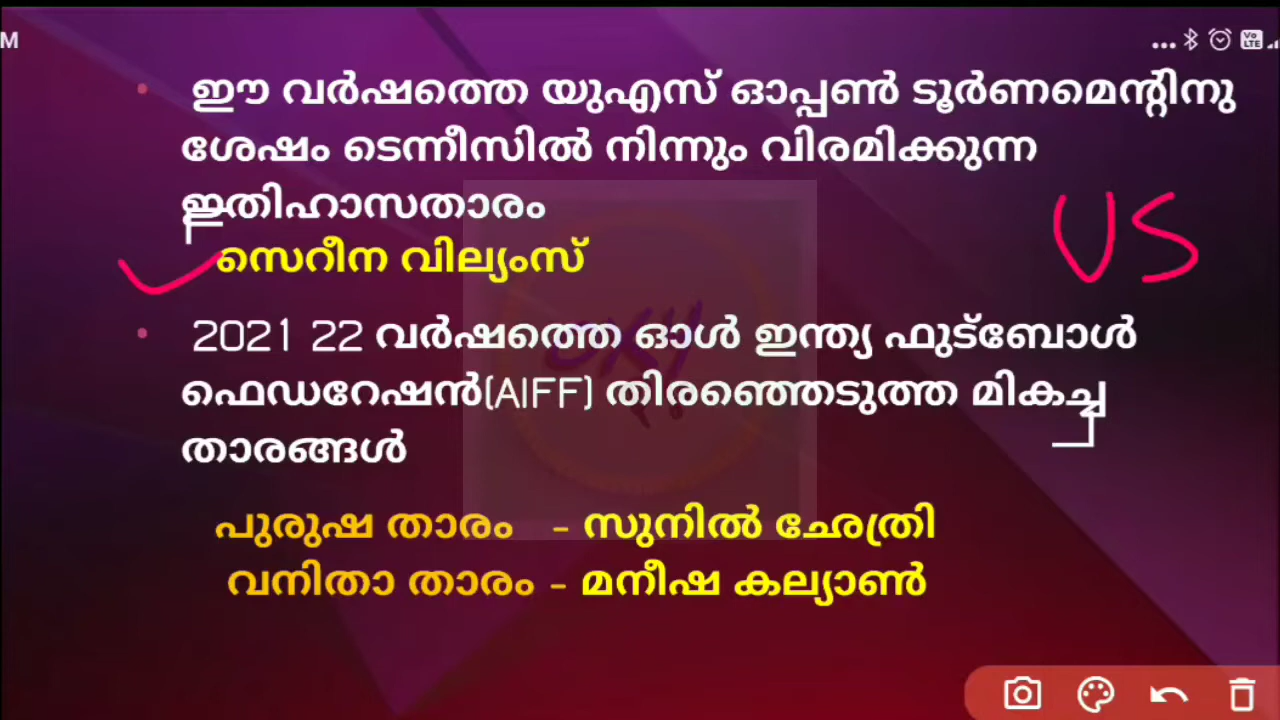 M
VoLTE
ഈ വർഷത്തെ യുഎസ് ഓപ്പൺ ടൂർണമെന്റിനു
ശേഷം ടെന്നീസിൽ നിന്നും വിരമിക്കുന്ന
ഇതിഹാസതാരം
സെറീന വില്യംസ്
US
2021 22 വർഷത്തെ ഓൾ ഇന്ത്യ ഫുട്ബോൾ
ഫെഡറേഷൻ(AIFF) തിരഞ്ഞെടുത്ത മികച്ച
താരങ്ങൾ
പുരുഷ താരം - സുനിൽ ഛേത്രി
വനിതാ താരം - മനീഷ കല്യാൺ